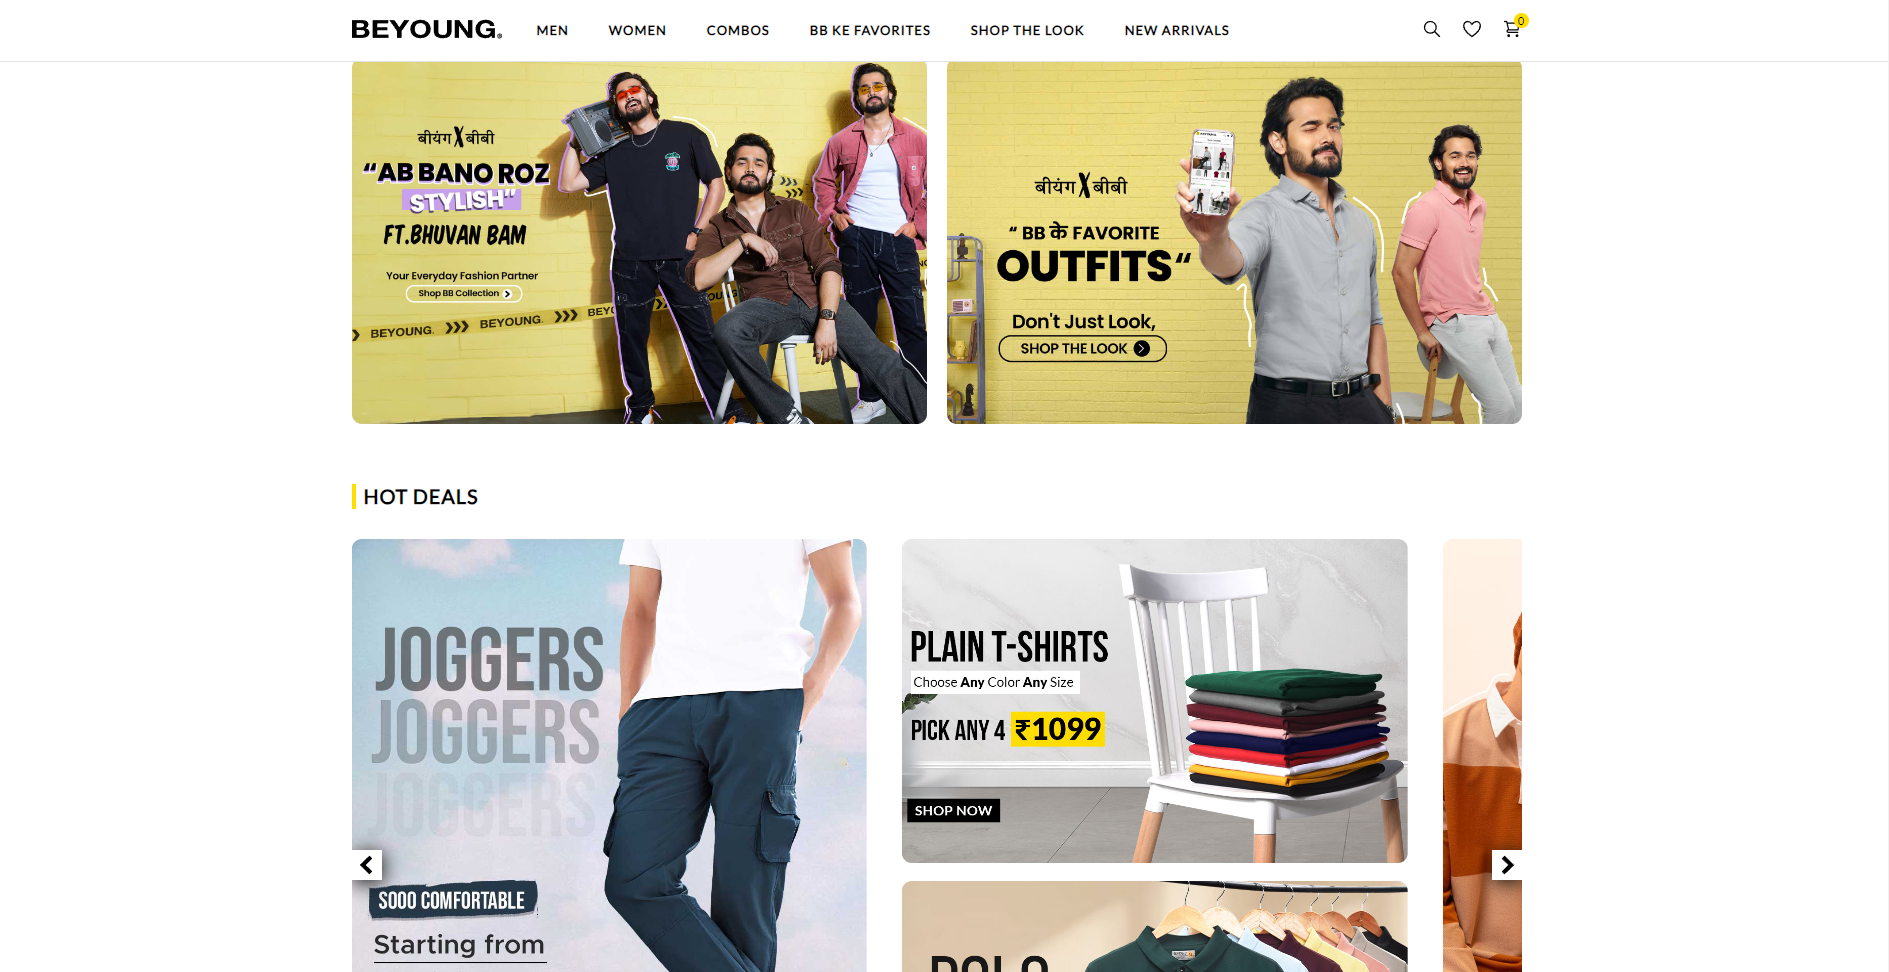 BEYOUNG.
MEN
WOMEN
COMBOS
BB KE FAVORITES
SHOP THE LOOK
NEW ARRIVALS
0
बीयंग X बीबी
“AB BANO ROZ
STYLISH”
FT.BHUVAN BAM
Your Everyday Fashion Partner
Shop BB Collection
BEYOUNG. BEYOUNG. BEYO
बीयंग X बीबी
“ BB के FAVORITE
OUTFITS “
Don't Just Look,
SHOP THE LOOK
HOT DEALS
JOGGERS
JOGGERS
JOGGERS
SOOO COMFORTABLE
Starting from
PLAIN T-SHIRTS
Choose Any Color Any Size
PICK ANY 4 ₹1099
SHOP NOW
POLO